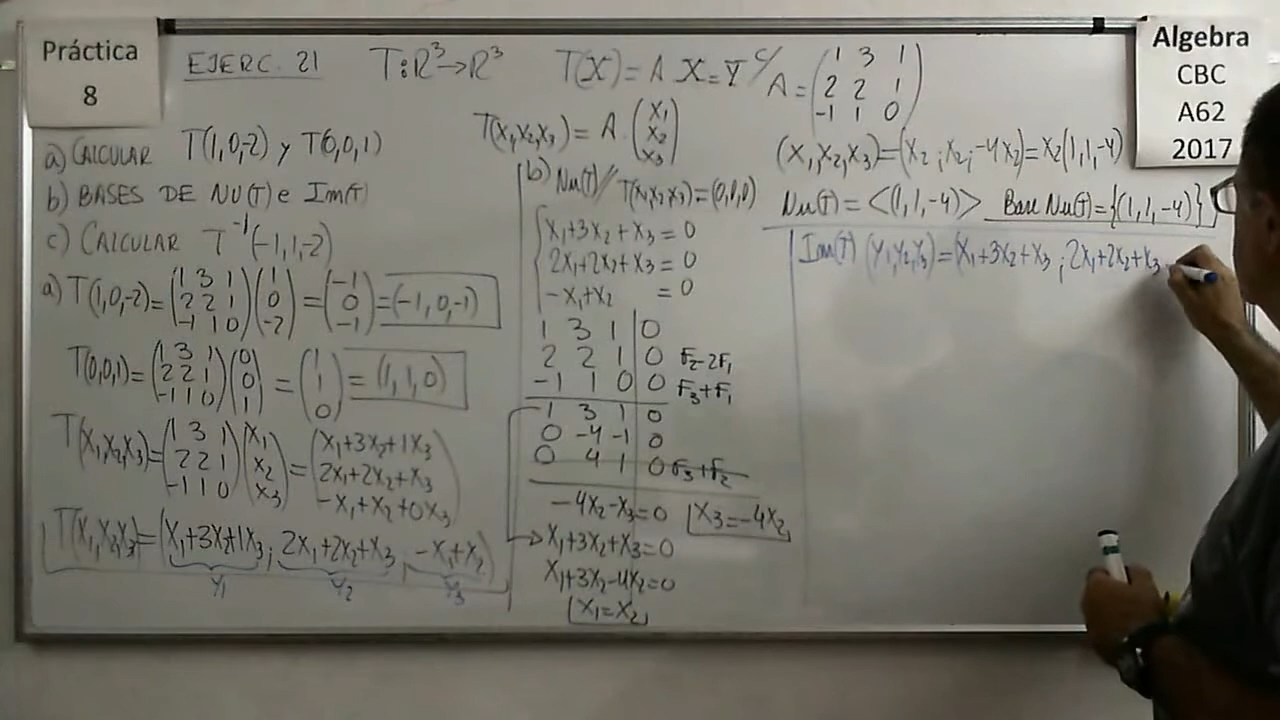 Práctica
8
EJERC. 21 T:R³→R³ T(X)=A X=Y c/ A=(1 3 1
2 2 1
-1 1 0)
Algebra
CBC
A62
2017
a) CALCULAR T(1,0,-2) y T(0,0,1)
b) BASES DE NU(T) e Im(T)
c) CALCULAR T⁻¹(-1,1,-2)
a) T(1,0,-2)=(1 3 1
2 2 1
-1 1 0)(1
0
-2)=(-1
0
-1)=(-1,0,-1)
T(0,0,1)=(1 3 1
2 2 1
-1 1 0)(0
0
1)=(1
1
0)=(1,1,0)
T(X₁,X₂,X₃)=(1 3 1
2 2 1
-1 1 0)(X₁
X₂
X₃)=(X₁+3X₂+1X₃
2X₁+2X₂+X₃
-X₁+X₂+0X₃)
T(X₁,X₂,X₃)=(X₁+3X₂+1X₃; 2X₁+2X₂+X₃; -X₁+X₂)
Y₁ Y₂ Y₃
T(X₁,X₂,X₃)=A.(X₁
X₂
X₃)
b) Nu(T)// T(X₁,X₂,X₃)=(0,0,0)
X₁+3X₂+X₃=0
2X₁+2X₂+X₃=0
-X₁+X₂ =0
1 3 1 0
2 2 1 0 F₂-2F₁
-1 1 0 0 F₃+F₁
1 3 1 0
0 -4 -1 0
0 4 1 0 F₃+F₂
-4X₂-X₃=0 X₃=-4X₂
X₁+3X₂+X₃=0
X₁+3X₂-4X₂=0
X₁=X₂
(X₁,X₂,X₃)=(X₂;X₂;-4X₂)=X₂(1,1,-4)
Nu(T)=<(1,1,-4)> Base Nu(T)={(1,1,-4)}
Im(T) (Y₁,Y₂,Y₃)=(X₁+3X₂+X₃; 2X₁+2X₂+X₃